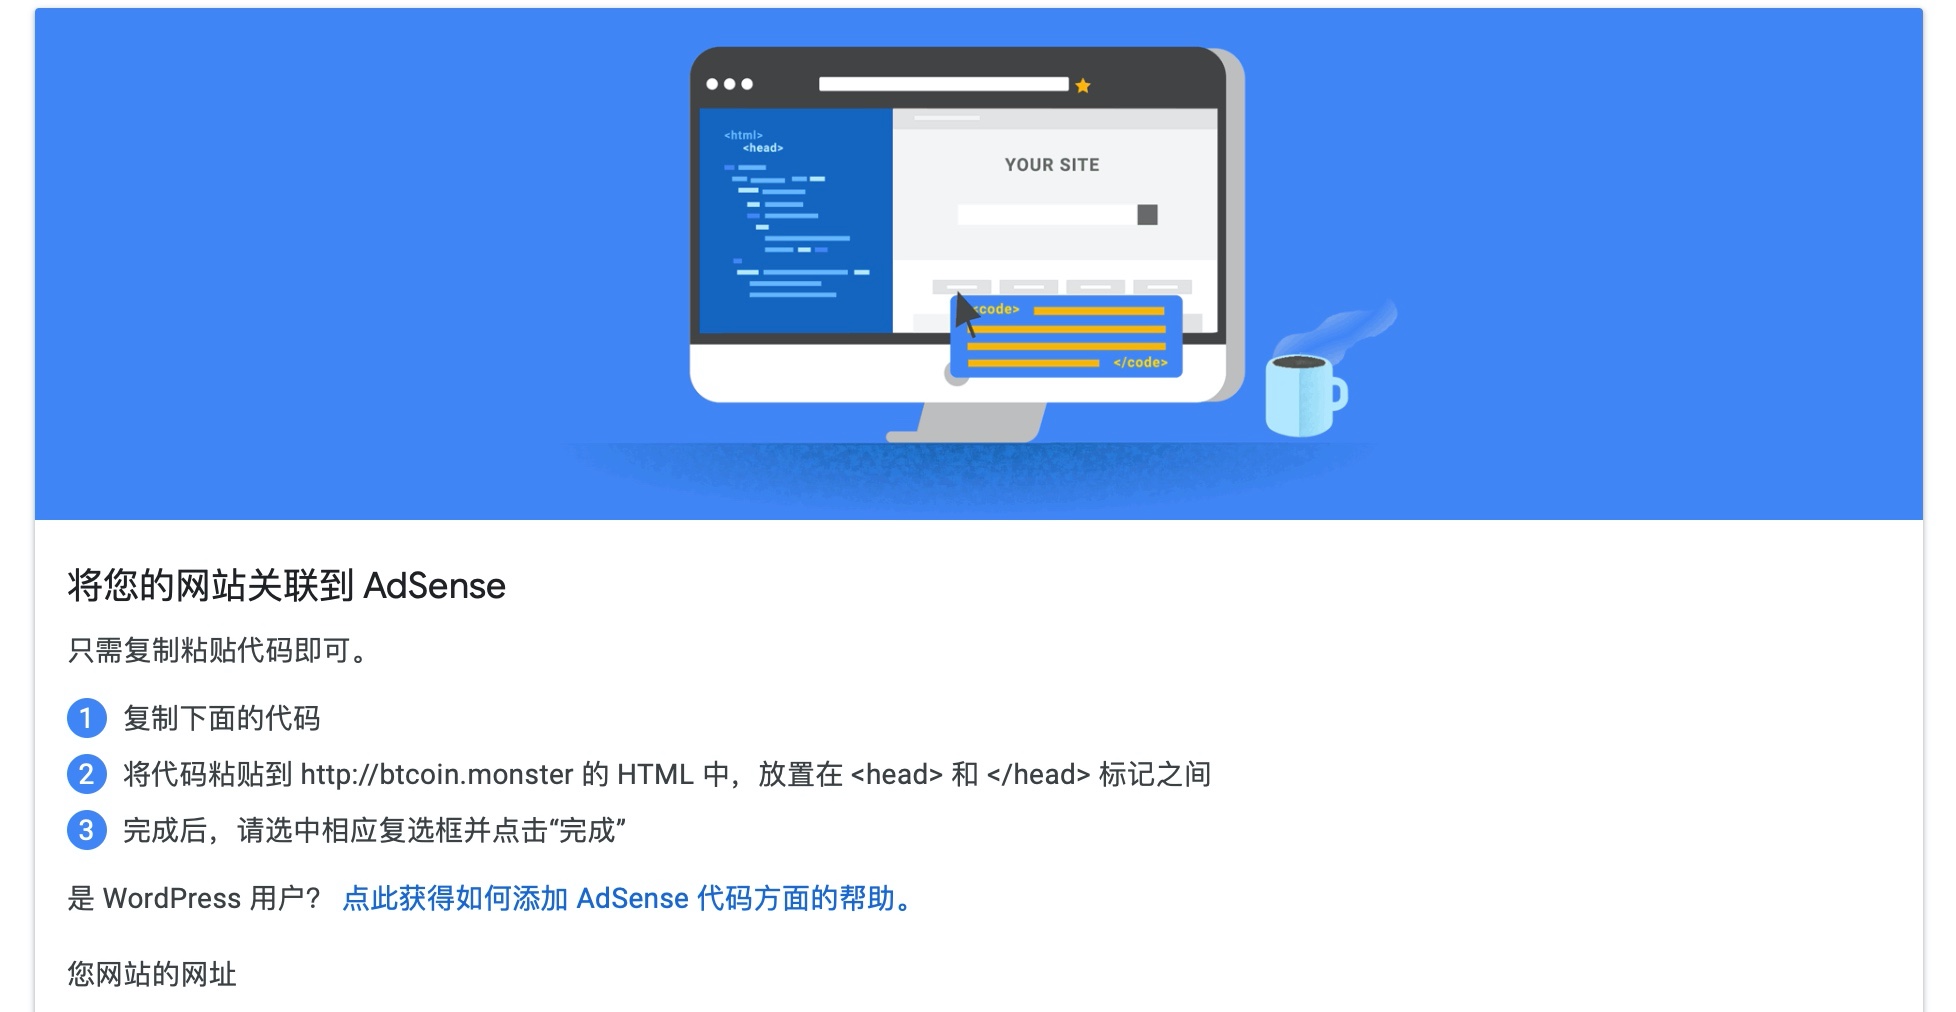 <html>
<head>
YOUR SITE
<code>
</code>
将您的网站关联到 AdSense
只需复制粘贴代码即可。
1 复制下面的代码
2 将代码粘贴到 http://btcoin.monster 的 HTML 中，放置在 <head> 和 </head> 标记之间
3 完成后，请选中相应复选框并点击“完成”
是 WordPress 用户？ 点此获得如何添加 AdSense 代码方面的帮助。
您网站的网址